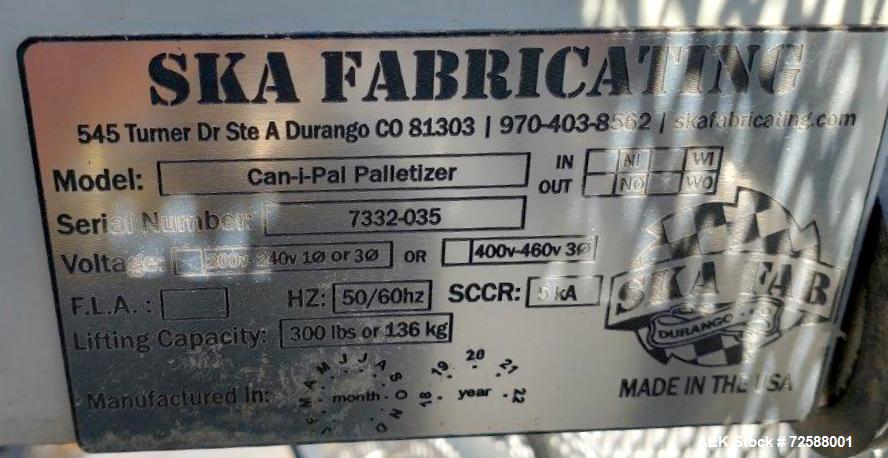 SKA FABRICATING
545 Turner Dr Ste A Durango CO 81303 | 970-403-8562 | skafabricating.com
Model: Can-i-Pal Palletizer
IN NI WI
OUT NO WO
Serial Number: 7332-035
Voltage: 200v-240v 1Ø or 3Ø OR 400v-460v 3Ø
F.L.A.: HZ: 50/60hz SCCR: 5 kA
Lifting Capacity: 300 lbs or 136 kg
SKA FAB
DURANGO
MADE IN THE USA
Manufactured in: J F M A M J J A S O N D month 18 19 20 21 22 year
AEK Stock # 72588001